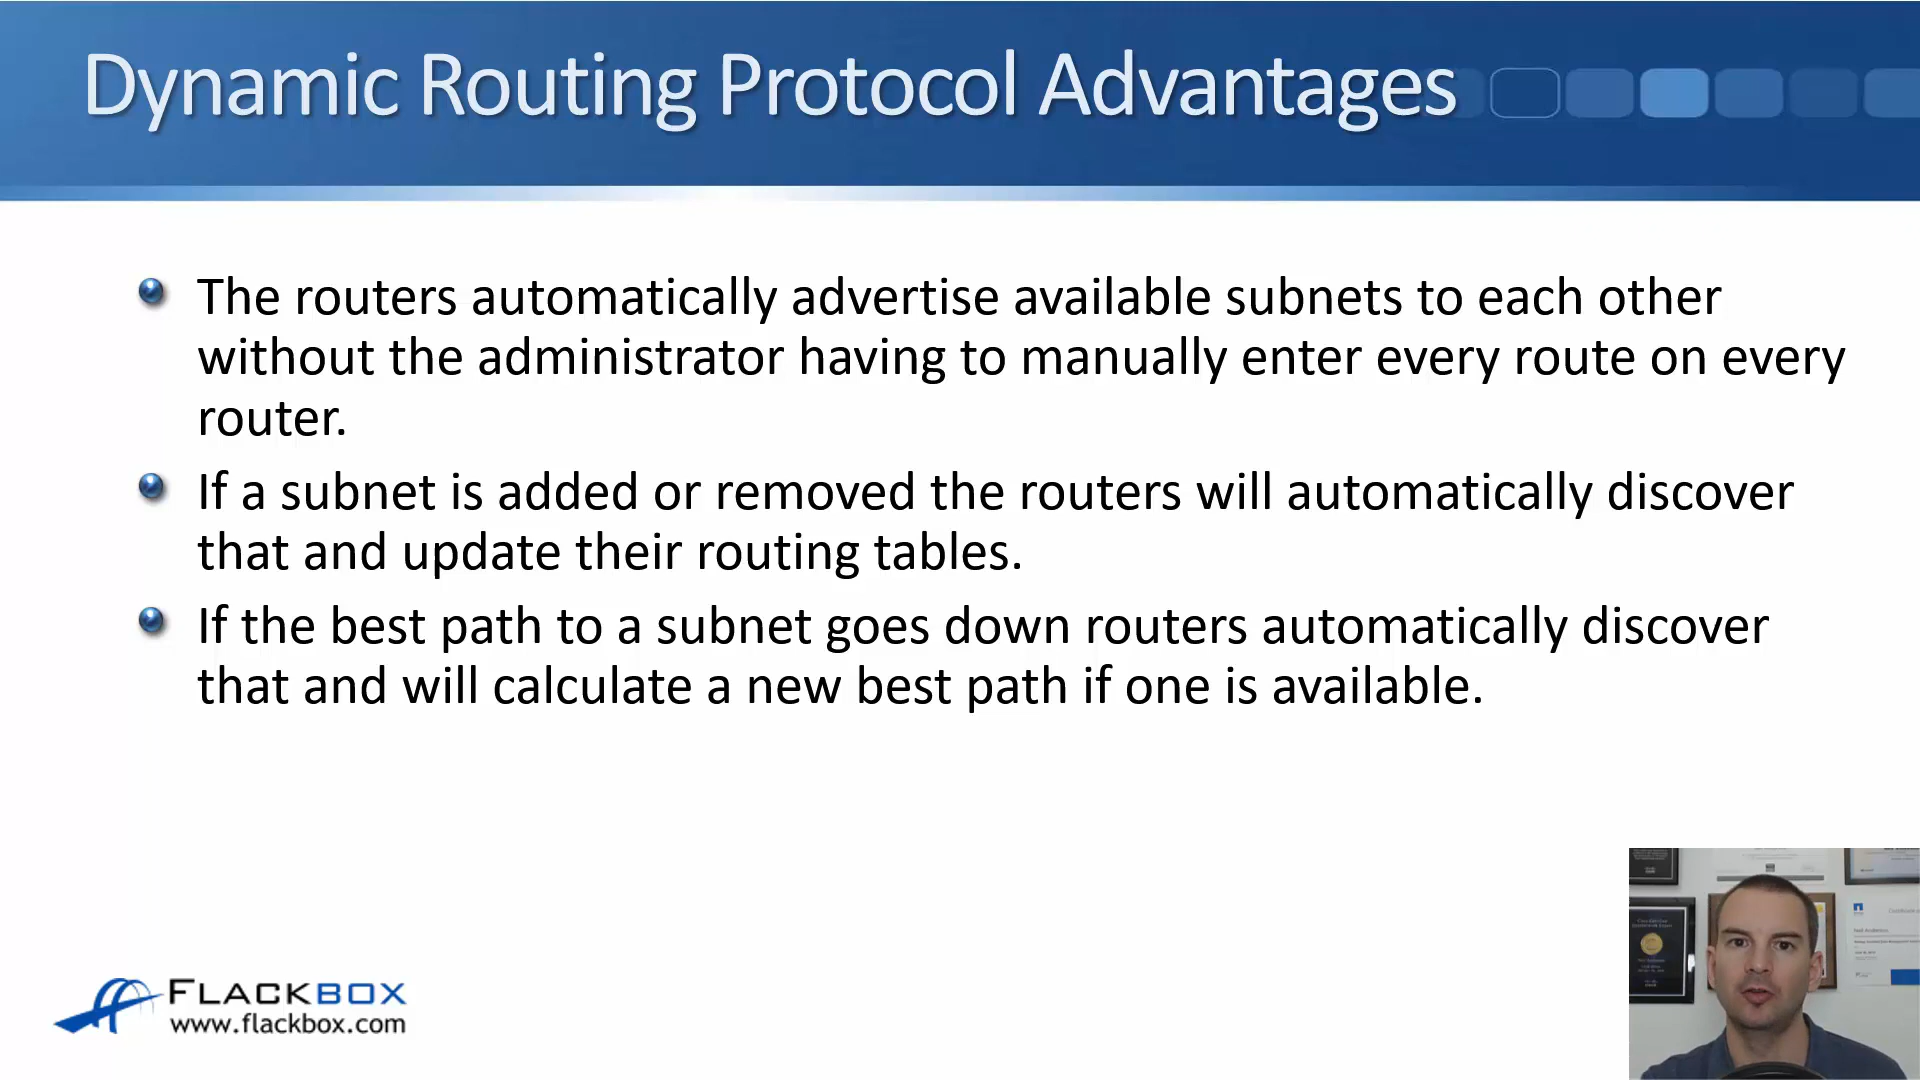 Dynamic Routing Protocol Advantages
The routers automatically advertise available subnets to each other
without the administrator having to manually enter every route on every
router.
If a subnet is added or removed the routers will automatically discover
that and update their routing tables.
If the best path to a subnet goes down routers automatically discover
that and will calculate a new best path if one is available.
FLACKBOX
www.flackbox.com